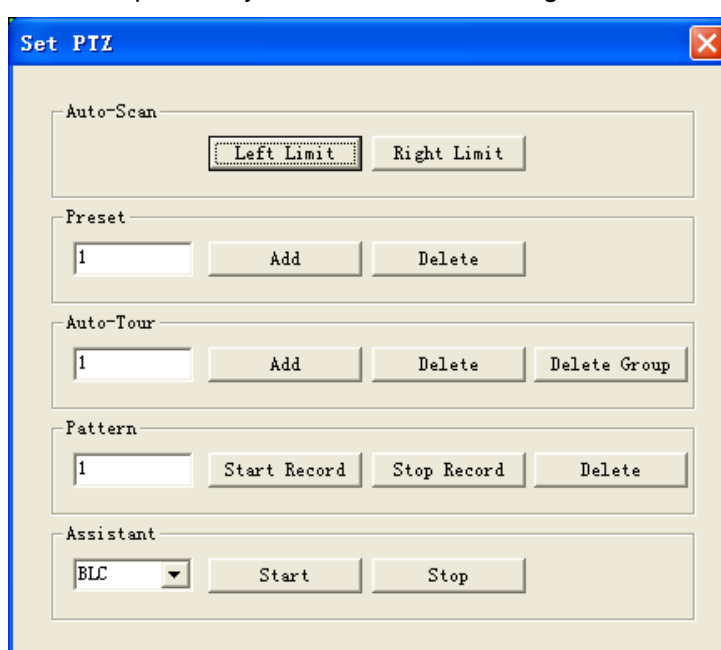 Set PTZ
Auto-Scan
Left Limit Right Limit
Preset
1 Add Delete
Auto-Tour
1 Add Delete Delete Group
Pattern
1 Start Record Stop Record Delete
Assistant
BLC Start Stop